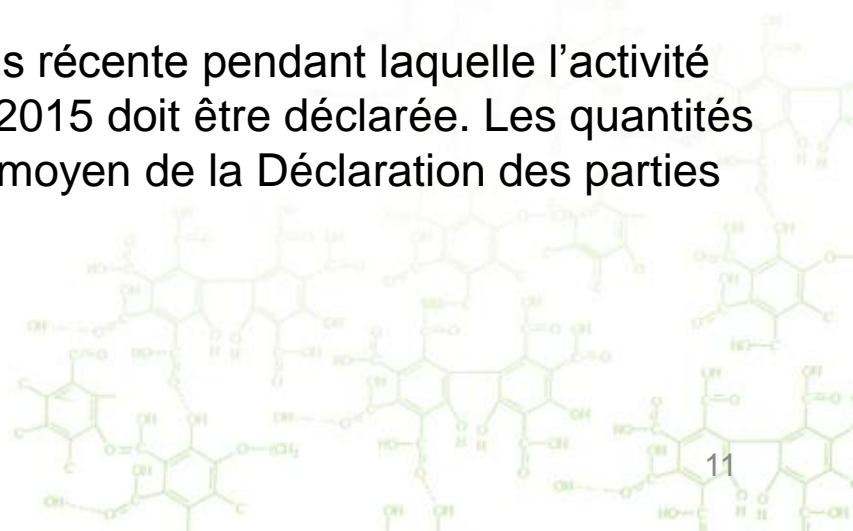 s récente pendant laquelle l’activité
2015 doit être déclarée. Les quantités
moyen de la Déclaration des parties
11